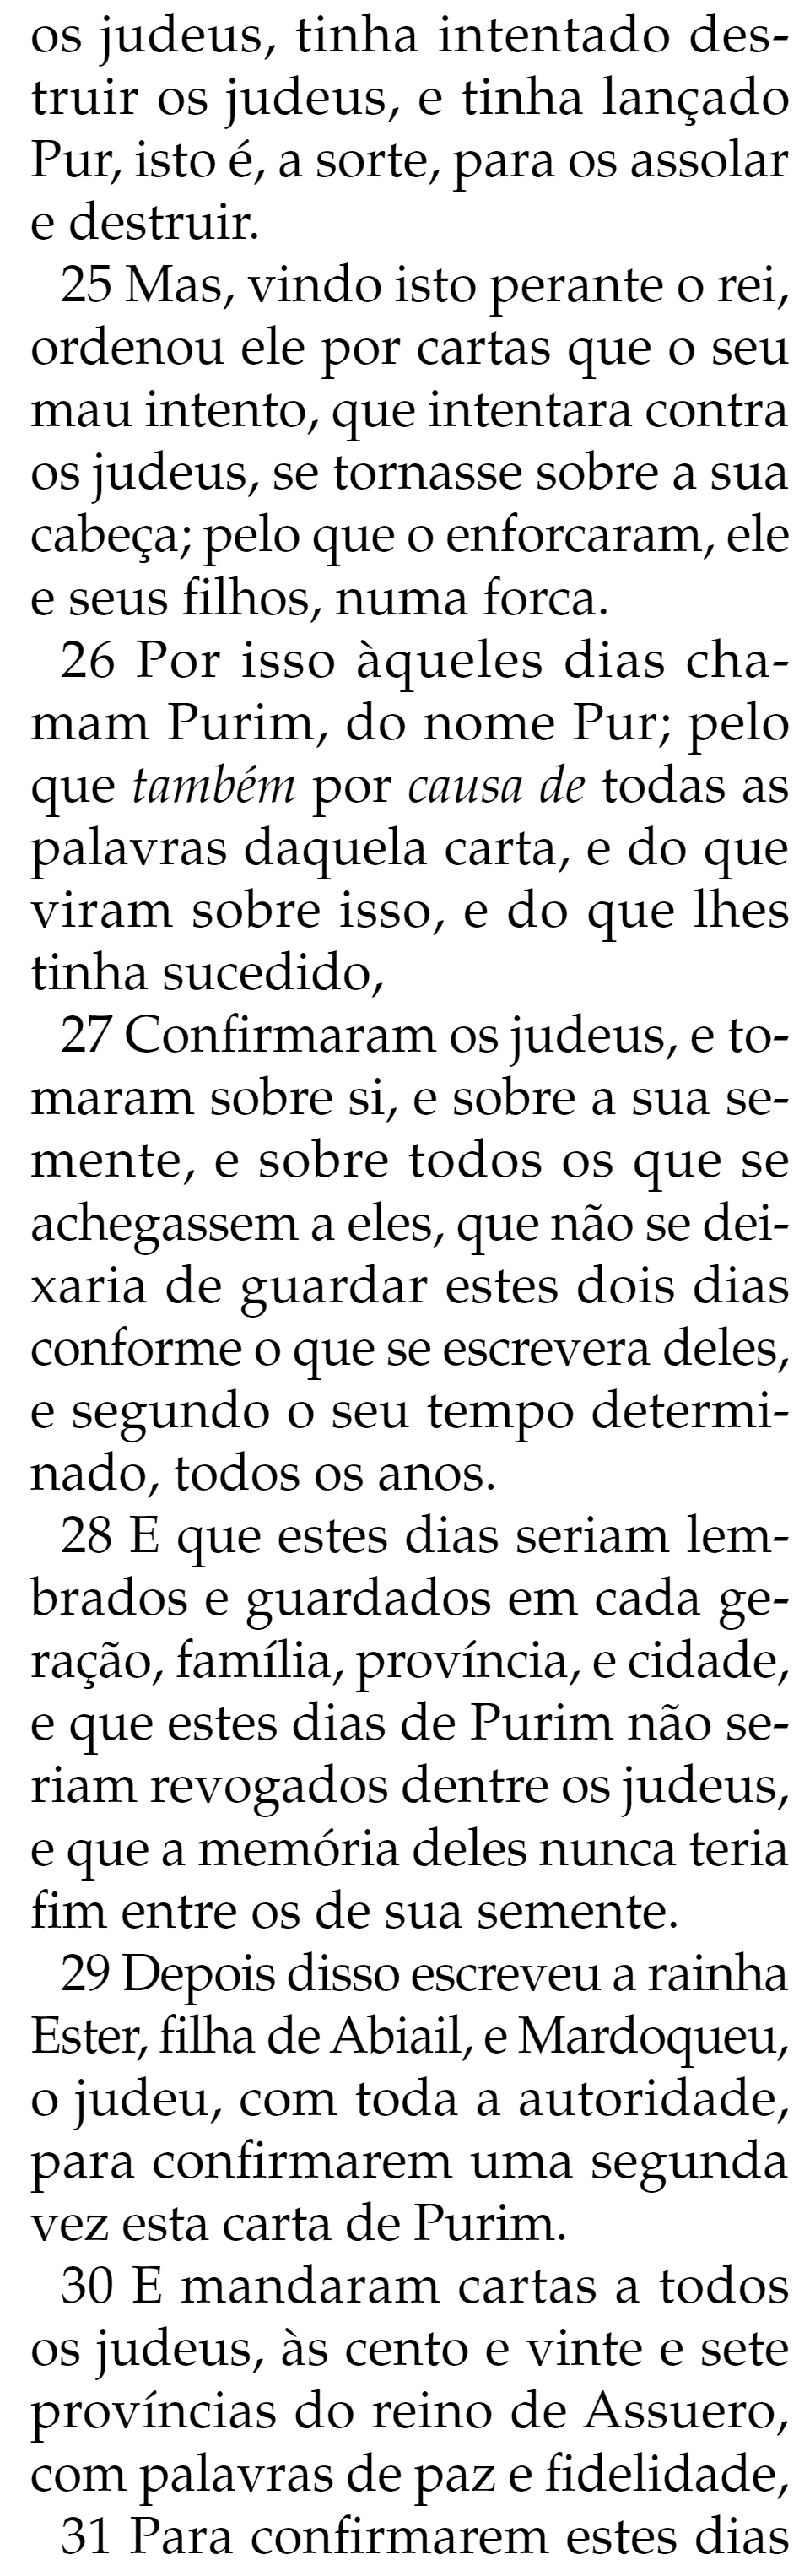 os judeus, tinha intentado des-
truir os judeus, e tinha lançado
Pur, isto é, a sorte, para os assolar
e destruir.
25 Mas, vindo isto perante o rei,
ordenou ele por cartas que o seu
mau intento, que intentara contra
os judeus, se tornasse sobre a sua
cabeça; pelo que o enforcaram, ele
e seus filhos, numa forca.
26 Por isso àqueles dias cha-
mam Purim, do nome Pur; pelo
que também por causa de todas as
palavras daquela carta, e do que
viram sobre isso, e do que lhes
tinha sucedido,
27 Confirmaram os judeus, e to-
maram sobre si, e sobre a sua se-
mente, e sobre todos os que se
achegassem a eles, que não se dei-
xaria de guardar estes dois dias
conforme o que se escrevera deles,
e segundo o seu tempo determi-
nado, todos os anos.
28 E que estes dias seriam lem-
brados e guardados em cada ge-
ração, família, província, e cidade,
e que estes dias de Purim não se-
riam revogados dentre os judeus,
e que a memória deles nunca teria
fim entre os de sua semente.
29 Depois disso escreveu a rainha
Ester, filha de Abiail, e Mardoqueu,
o judeu, com toda a autoridade,
para confirmarem uma segunda
vez esta carta de Purim.
30 E mandaram cartas a todos
os judeus, às cento e vinte e sete
províncias do reino de Assuero,
com palavras de paz e fidelidade,
31 Para confirmarem estes dias